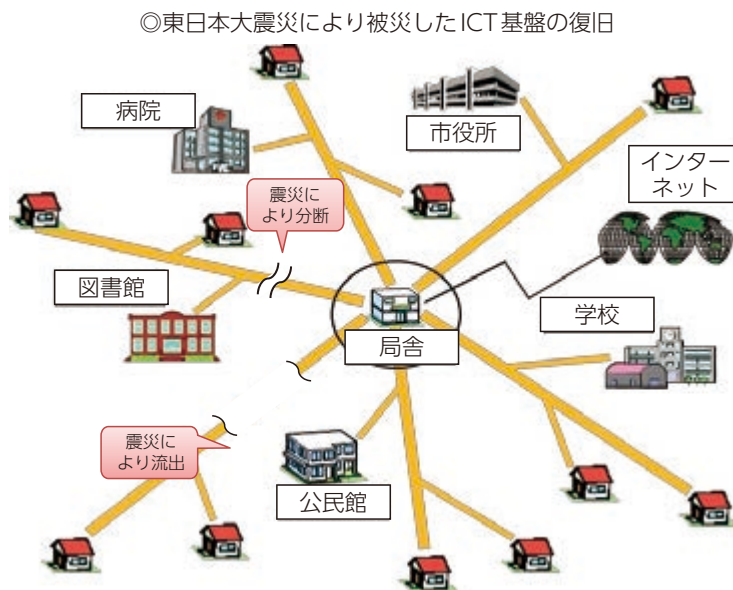 ◎東日本大震災により被災したICT基盤の復旧
病院
市役所
インター
ネット
震災に
より分断
図書館
学校
局舎
震災に
より流出
公民館